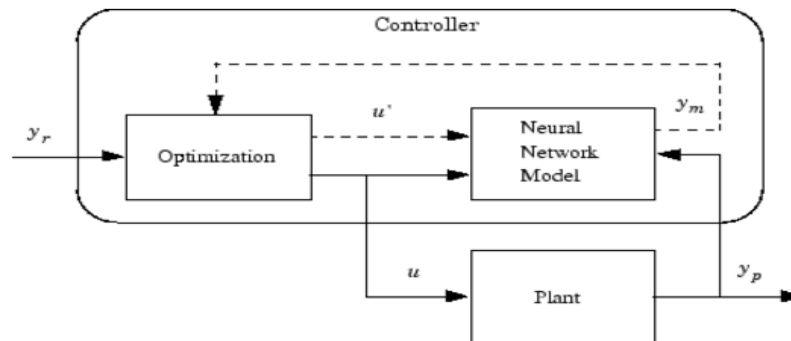 Controller
y_r
Optimization
u'
Neural
Network
Model
y_m
u
Plant
y_p